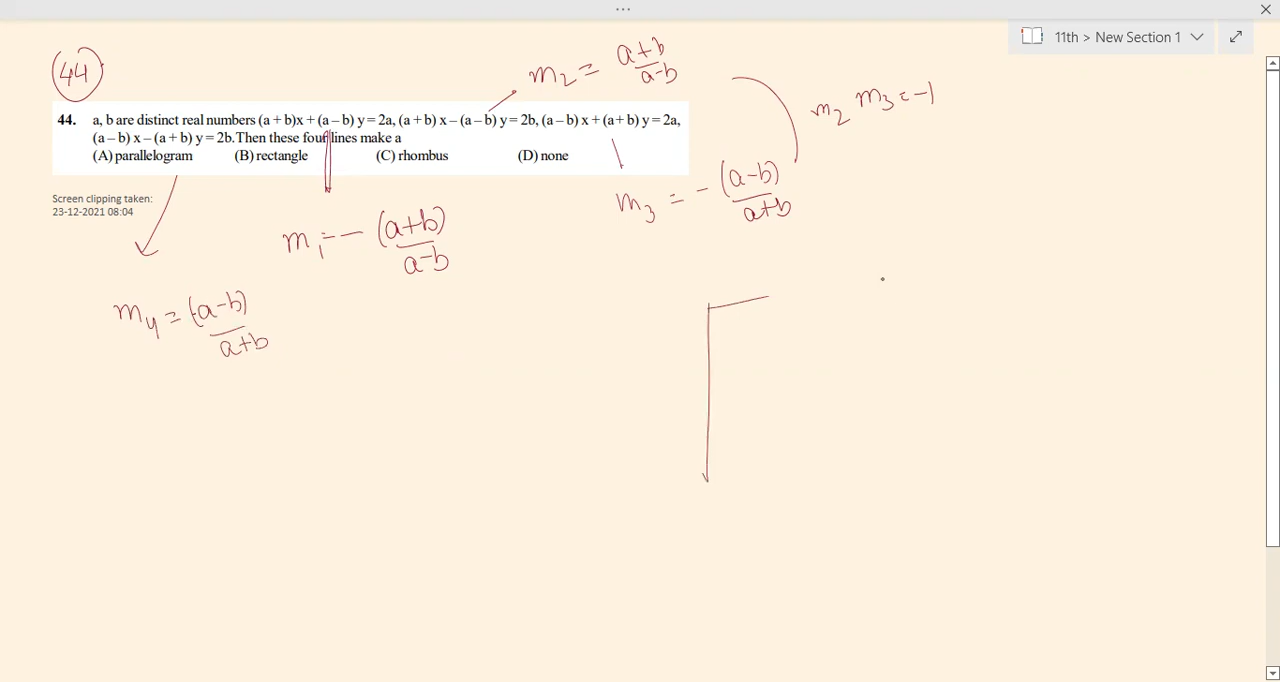 11th > New Section 1
44
44. a, b are distinct real numbers (a + b)x + (a – b) y = 2a, (a + b) x – (a – b) y = 2b, (a – b) x + (a + b) y = 2a,
(a – b) x – (a + b) y = 2b. Then these four lines make a
(A) parallelogram (B) rectangle (C) rhombus (D) none
Screen clipping taken:
23-12-2021 08:04
m₂ = a+b/a-b
m₂ m₃ = -1
m₃ = -(a-b)/a+b
m₁ = -(a+b)/a-b
m₄ = (a-b)/a+b